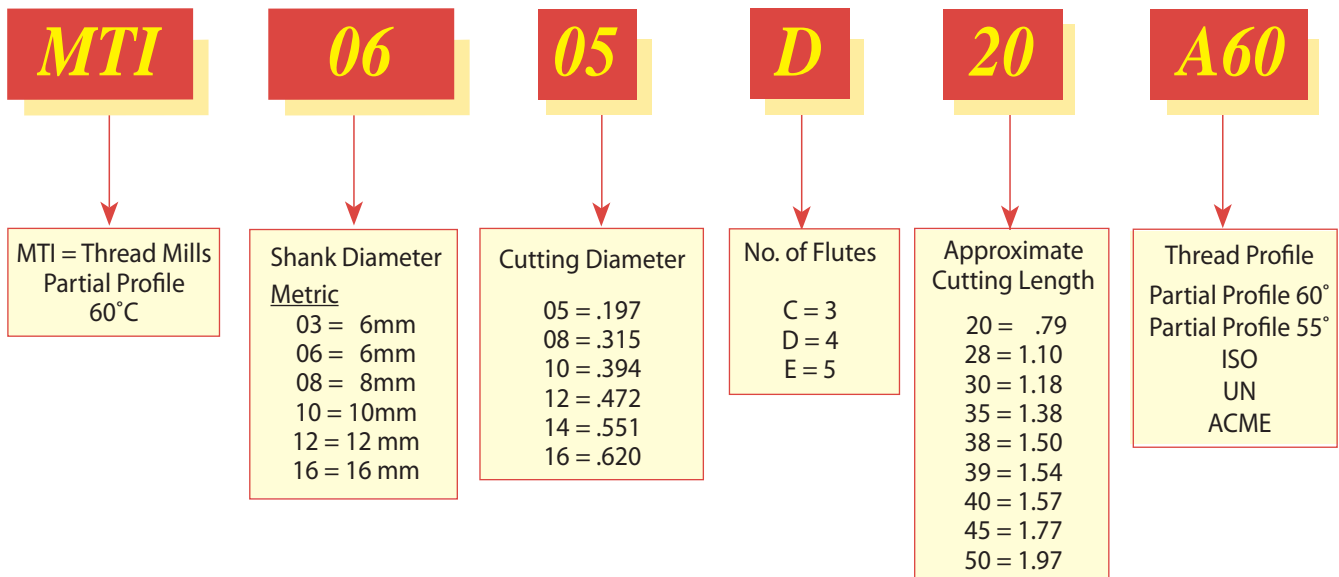 MTI
06
05
D
20
A60
MTI = Thread Mills
Partial Profile
60˚C
Shank Diameter
Metric
03 = 6mm
06 = 6mm
08 = 8mm
10 = 10mm
12 = 12 mm
16 = 16 mm
Cutting Diameter
05 = .197
08 = .315
10 = .394
12 = .472
14 = .551
16 = .620
No. of Flutes
C = 3
D = 4
E = 5
Approximate
Cutting Length
20 = .79
28 = 1.10
30 = 1.18
35 = 1.38
38 = 1.50
39 = 1.54
40 = 1.57
45 = 1.77
50 = 1.97
Thread Profile
Partial Profile 60˚
Partial Profile 55˚
ISO
UN
ACME